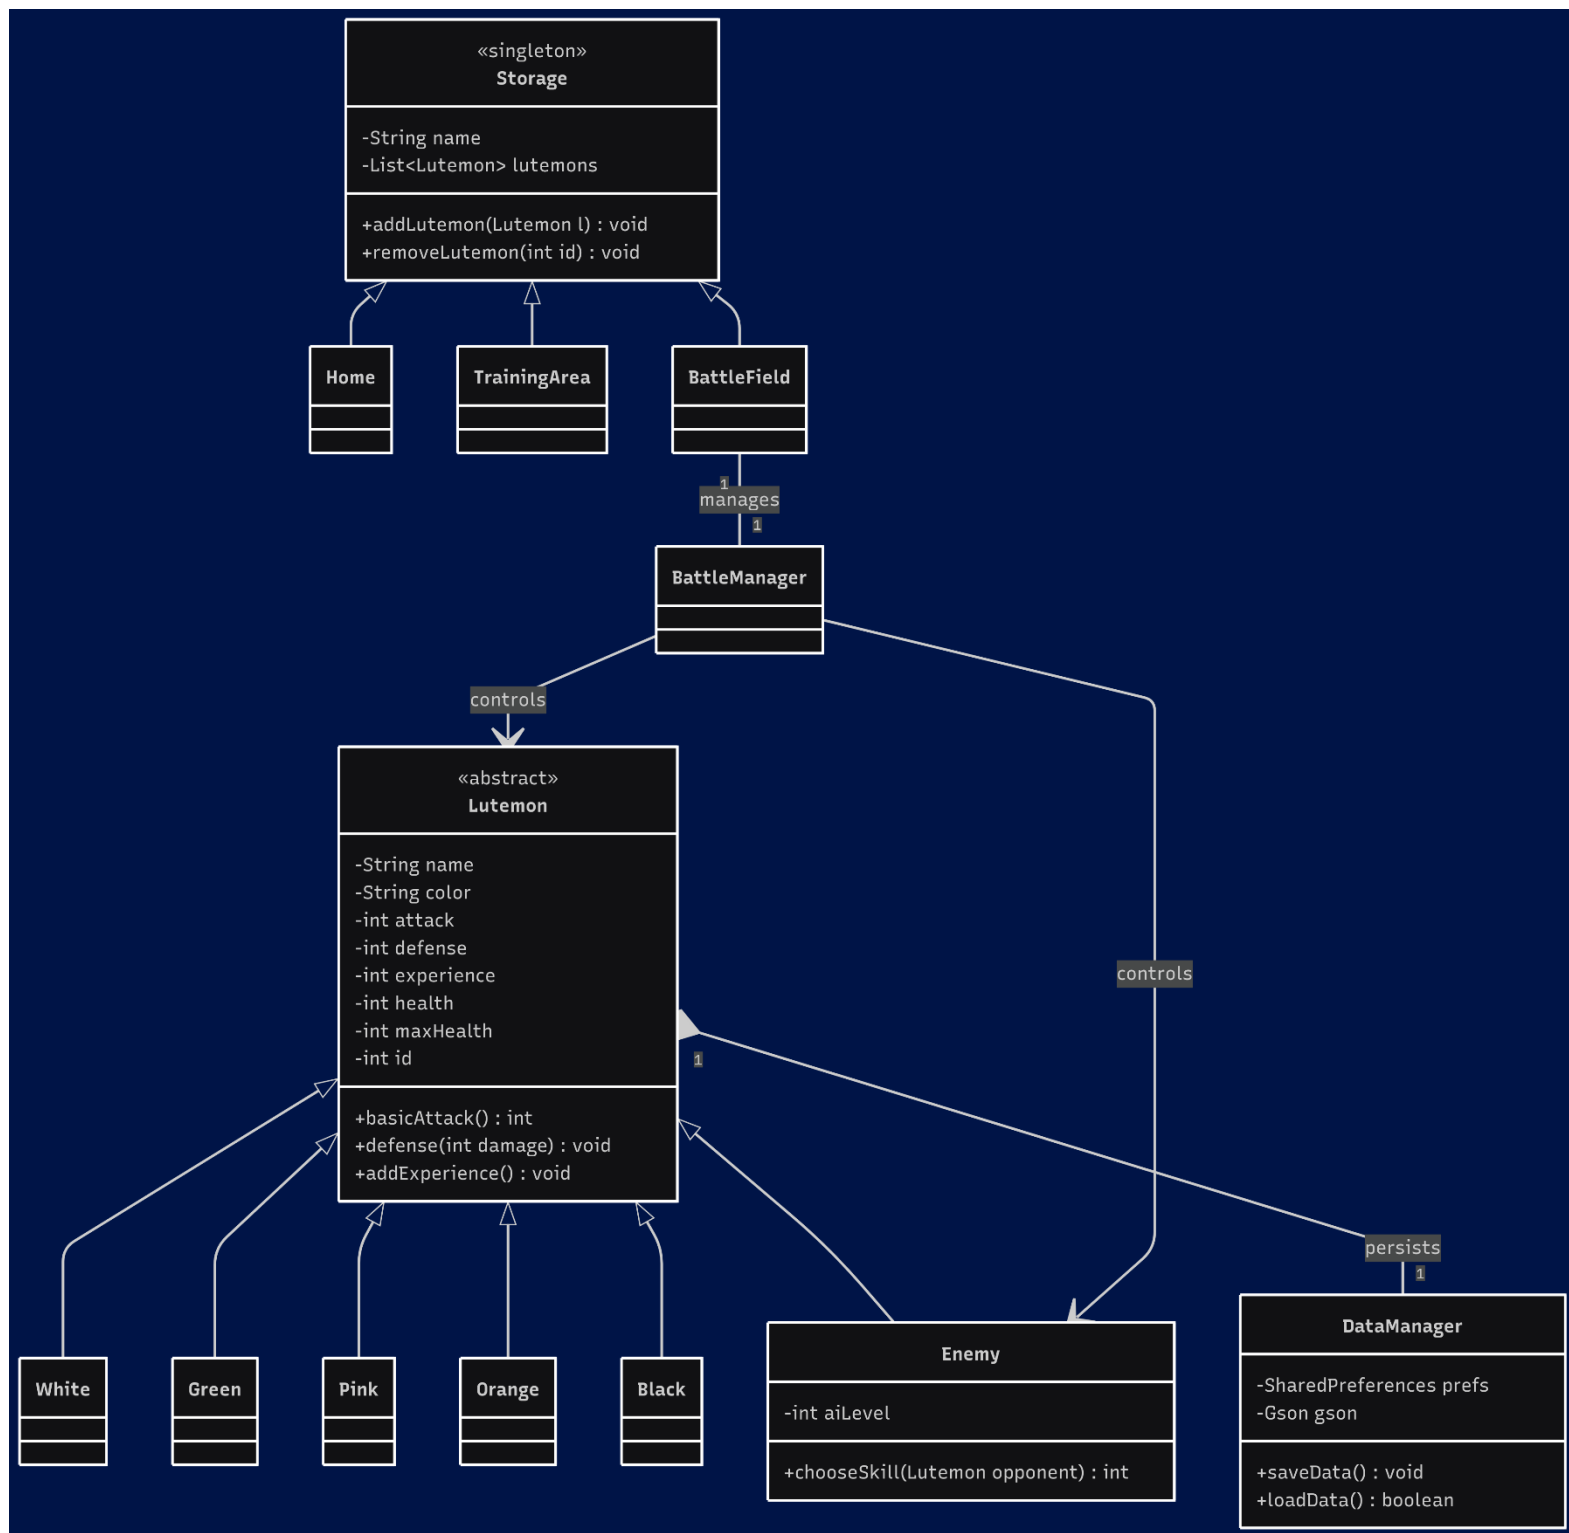 «singleton»
Storage
-String name
-List<Lutemon> lutemons
+addLutemon(Lutemon l) : void
+removeLutemon(int id) : void
Home
TrainingArea
BattleField
1
manages
1
BattleManager
controls
«abstract»
Lutemon
-String name
-String color
-int attack
-int defense
-int experience
-int health
-int maxHealth
-int id
+basicAttack() : int
+defense(int damage) : void
+addExperience() : void
controls
1
persists
1
White
Green
Pink
Orange
Black
Enemy
-int aiLevel
+chooseSkill(Lutemon opponent) : int
DataManager
-SharedPreferences prefs
-Gson gson
+saveData() : void
+loadData() : boolean